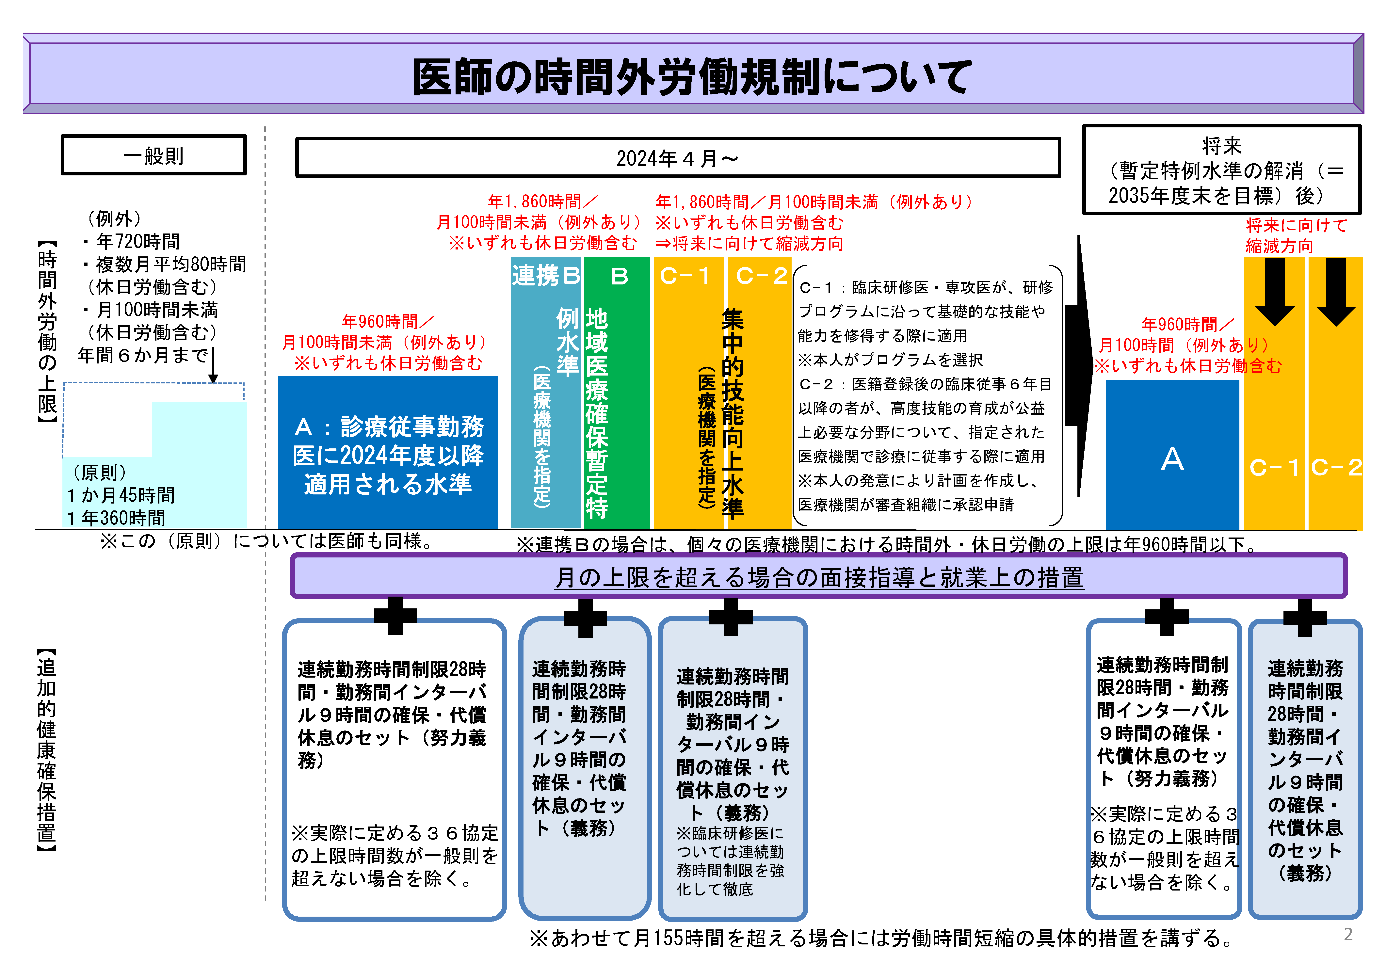 医師の時間外労働規制について
一般則
2024年４月～
将来
（暫定特例水準の解消（＝
2035年度末を目標）後）
【時間外労働の上限】
（例外）
・年720時間
・複数月平均80時間
（休日労働含む）
・月100時間未満
（休日労働含む）
年間６か月まで
（原則）
１か月45時間
１年360時間
※この（原則）については医師も同様。
年960時間／
月100時間未満（例外あり）
※いずれも休日労働含む
Ａ：診療従事勤務
医に2024年度以降
適用される水準
年1,860時間／
月100時間未満（例外あり）
※いずれも休日労働含む
連携Ｂ
Ｂ
地域医療確保暫定特
例水準
（医療機関を指定）
年1,860時間／月100時間未満（例外あり）
※いずれも休日労働含む
⇒将来に向けて縮減方向
Ｃ－１
Ｃ－２
集中的技能向上水準
（医療機関を指定）
Ｃ－１：臨床研修医・専攻医が、研修
プログラムに沿って基礎的な技能や
能力を修得する際に適用
※本人がプログラムを選択
Ｃ－２：医籍登録後の臨床従事６年目
以降の者が、高度技能の育成が公益
上必要な分野について、指定された
医療機関で診療に従事する際に適用
※本人の発意により計画を作成し、
医療機関が審査組織に承認申請
将来に向けて
縮減方向
年960時間／
月100時間（例外あり）
※いずれも休日労働含む
Ａ
Ｃ－１
Ｃ－２
※連携Ｂの場合は、個々の医療機関における時間外・休日労働の上限は年960時間以下。
月の上限を超える場合の面接指導と就業上の措置
【追加的健康確保措置】
連続勤務時間制限28時
間・勤務間インターバ
ル９時間の確保・代償
休息のセット（努力義
務）
※実際に定める３６協定
の上限時間数が一般則を
超えない場合を除く。
連続勤務時
間制限28時
間・勤務間
インターバ
ル９時間の
確保・代償
休息のセッ
ト（義務）
連続勤務時間
制限28時間・
勤務間イン
ターバル９時
間の確保・代
償休息のセッ
ト（義務）
※臨床研修医に
ついては連続勤
務時間制限を強
化して徹底
連続勤務時間制
限28時間・勤務
間インターバル
９時間の確保・
代償休息のセッ
ト（努力義務）
※実際に定める３
６協定の上限時間
数が一般則を超え
ない場合を除く。
連続勤務
時間制限
28時間・
勤務間イ
ンターバ
ル９時間
の確保・
代償休息
のセット
（義務）
※あわせて月155時間を超える場合には労働時間短縮の具体的措置を講ずる。
2